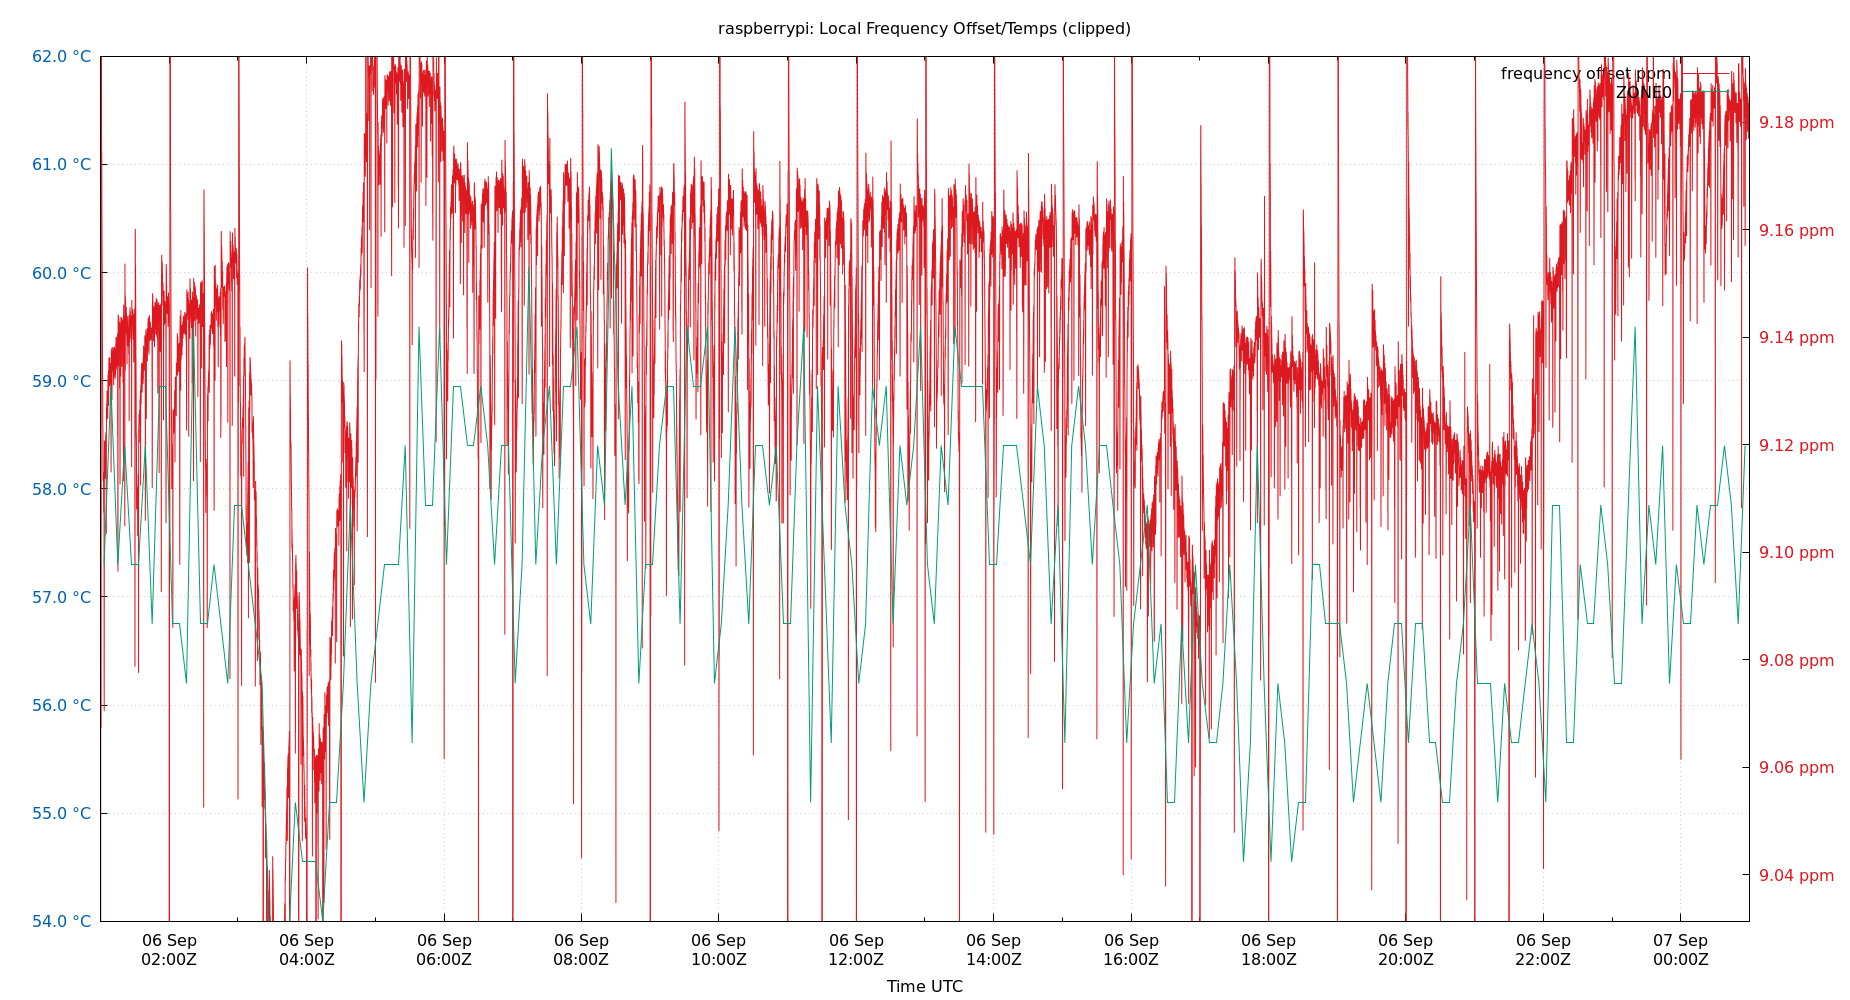 raspberrypi: Local Frequency Offset/Temps (clipped)
62.0 °C
61.0 °C
60.0 °C
59.0 °C
58.0 °C
57.0 °C
56.0 °C
55.0 °C
54.0 °C
frequency offset ppm
ZONE0
9.18 ppm
9.16 ppm
9.14 ppm
9.12 ppm
9.10 ppm
9.08 ppm
9.06 ppm
9.04 ppm
06 Sep 06 Sep 06 Sep 06 Sep 06 Sep 06 Sep 06 Sep 06 Sep 06 Sep 06 Sep 06 Sep 07 Sep
02:00Z 04:00Z 06:00Z 08:00Z 10:00Z 12:00Z 14:00Z 16:00Z 18:00Z 20:00Z 22:00Z 00:00Z
Time UTC